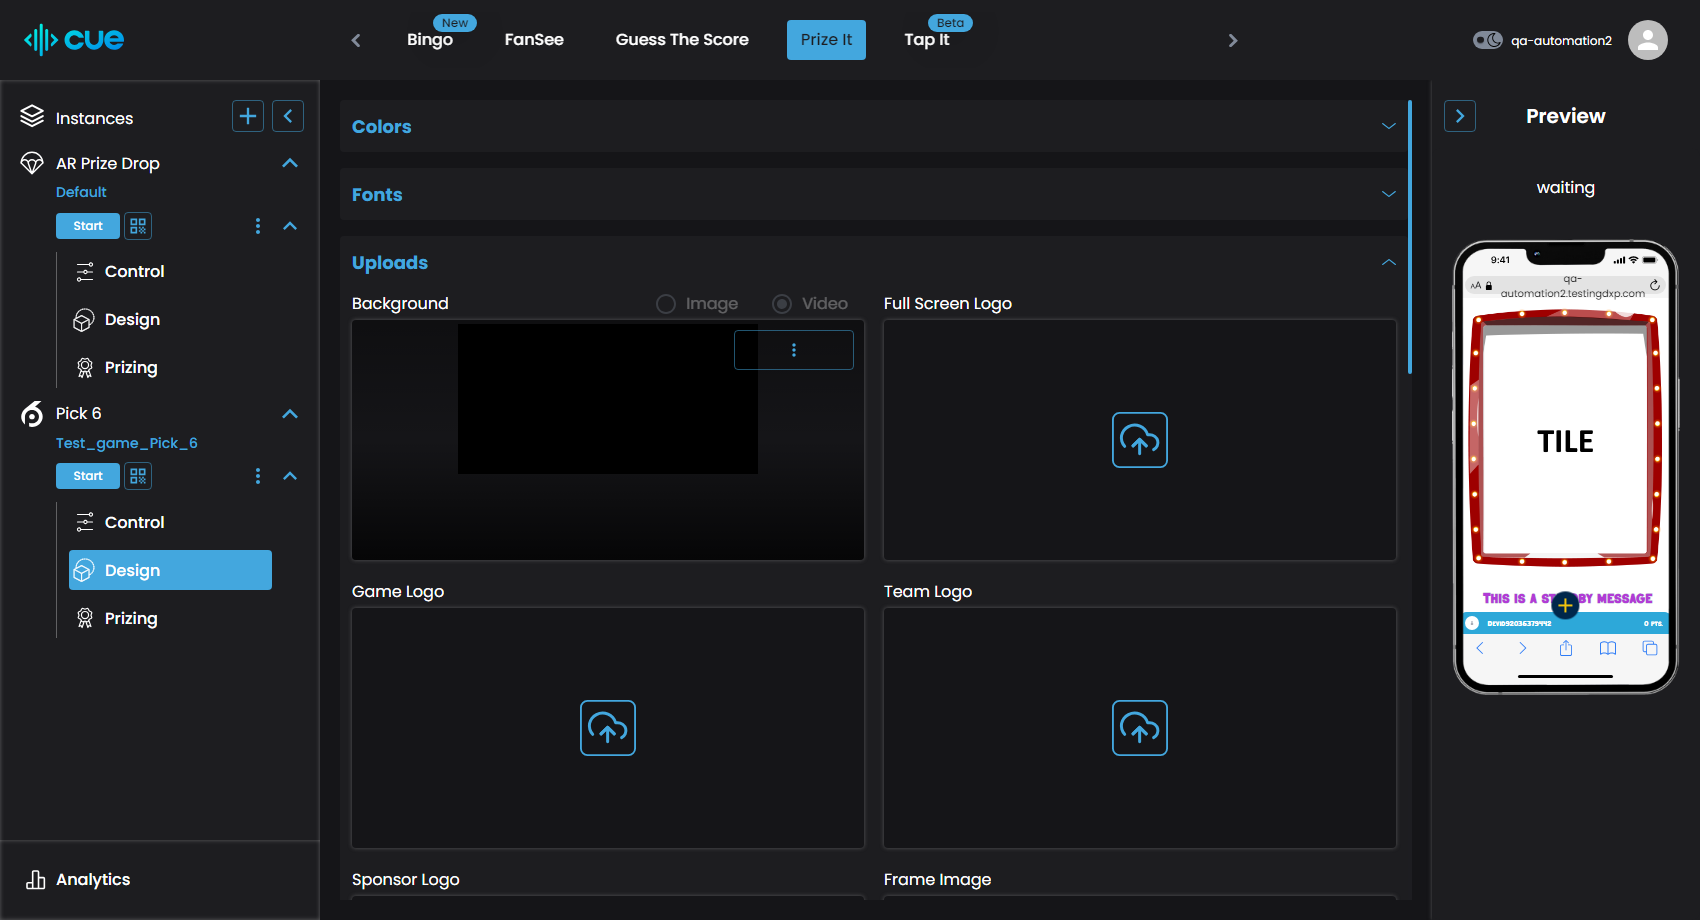 cue
New
Bingo
FanSee
Guess The Score
Prize It
Beta
Tap It
qa-automation2
Instances
AR Prize Drop
Default
Start
Control
Design
Prizing
Pick 6
Test_game_Pick_6
Start
Control
Design
Prizing
Analytics
Colors
Fonts
Uploads
Background
Image
Video
Full Screen Logo
Game Logo
Team Logo
Sponsor Logo
Frame Image
Preview
waiting
9:41
AA
qa-
automation2.testingdxp.com
TILE
THIS IS A ST BY MESSAGE
0 PTS.